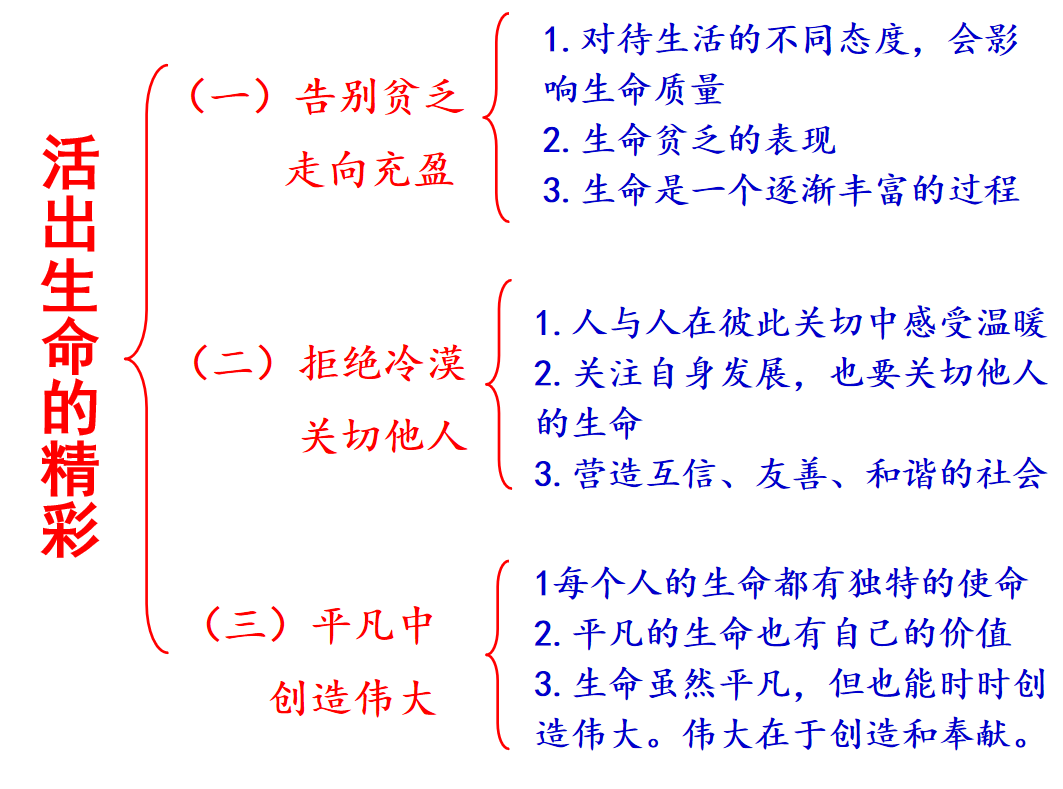 活出生命的精彩
（一）告别贫乏
走向充盈
1.对待生活的不同态度，会影
响生命质量
2.生命贫乏的表现
3.生命是一个逐渐丰富的过程
（二）拒绝冷漠
关切他人
1.人与人在彼此关切中感受温暖
2.关注自身发展，也要关切他人
的生命
3.营造互信、友善、和谐的社会
（三）平凡中
创造伟大
1每个人的生命都有独特的使命
2.平凡的生命也有自己的价值
3.生命虽然平凡，但也能时时创
造伟大。伟大在于创造和奉献。